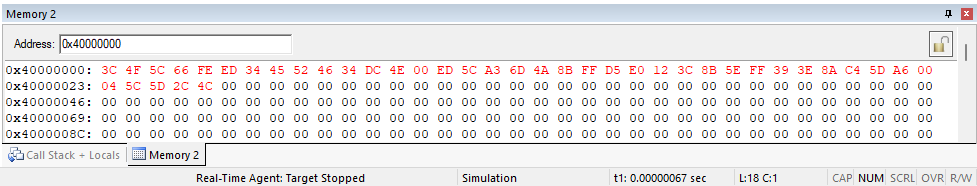 Memory 2
Address: 0x40000000
0x40000000: 3C 4F 5C 66 FE ED 34 45 52 46 34 DC 4E 00 ED 5C A3 6D 4A 8B FF D5 E0 12 3C 8B 5E FF 39 3E 8A C4 5D A6 00
0x40000023: 04 5C 5D 2C 4C 00 00 00 00 00 00 00 00 00 00 00 00 00 00 00 00 00 00 00 00 00 00 00 00 00 00 00 00 00 00
0x40000046: 00 00 00 00 00 00 00 00 00 00 00 00 00 00 00 00 00 00 00 00 00 00 00 00 00 00 00 00 00 00 00 00 00 00 00
0x40000069: 00 00 00 00 00 00 00 00 00 00 00 00 00 00 00 00 00 00 00 00 00 00 00 00 00 00 00 00 00 00 00 00 00 00 00
0x4000008C: 00 00 00 00 00 00 00 00 00 00 00 00 00 00 00 00 00 00 00 00 00 00 00 00 00 00 00 00 00 00 00 00 00 00 00
Call Stack + Locals Memory 2
Real-Time Agent: Target Stopped Simulation t1: 0.00000067 sec L:18 C:1 CAP NUM SCRL OVR R/W